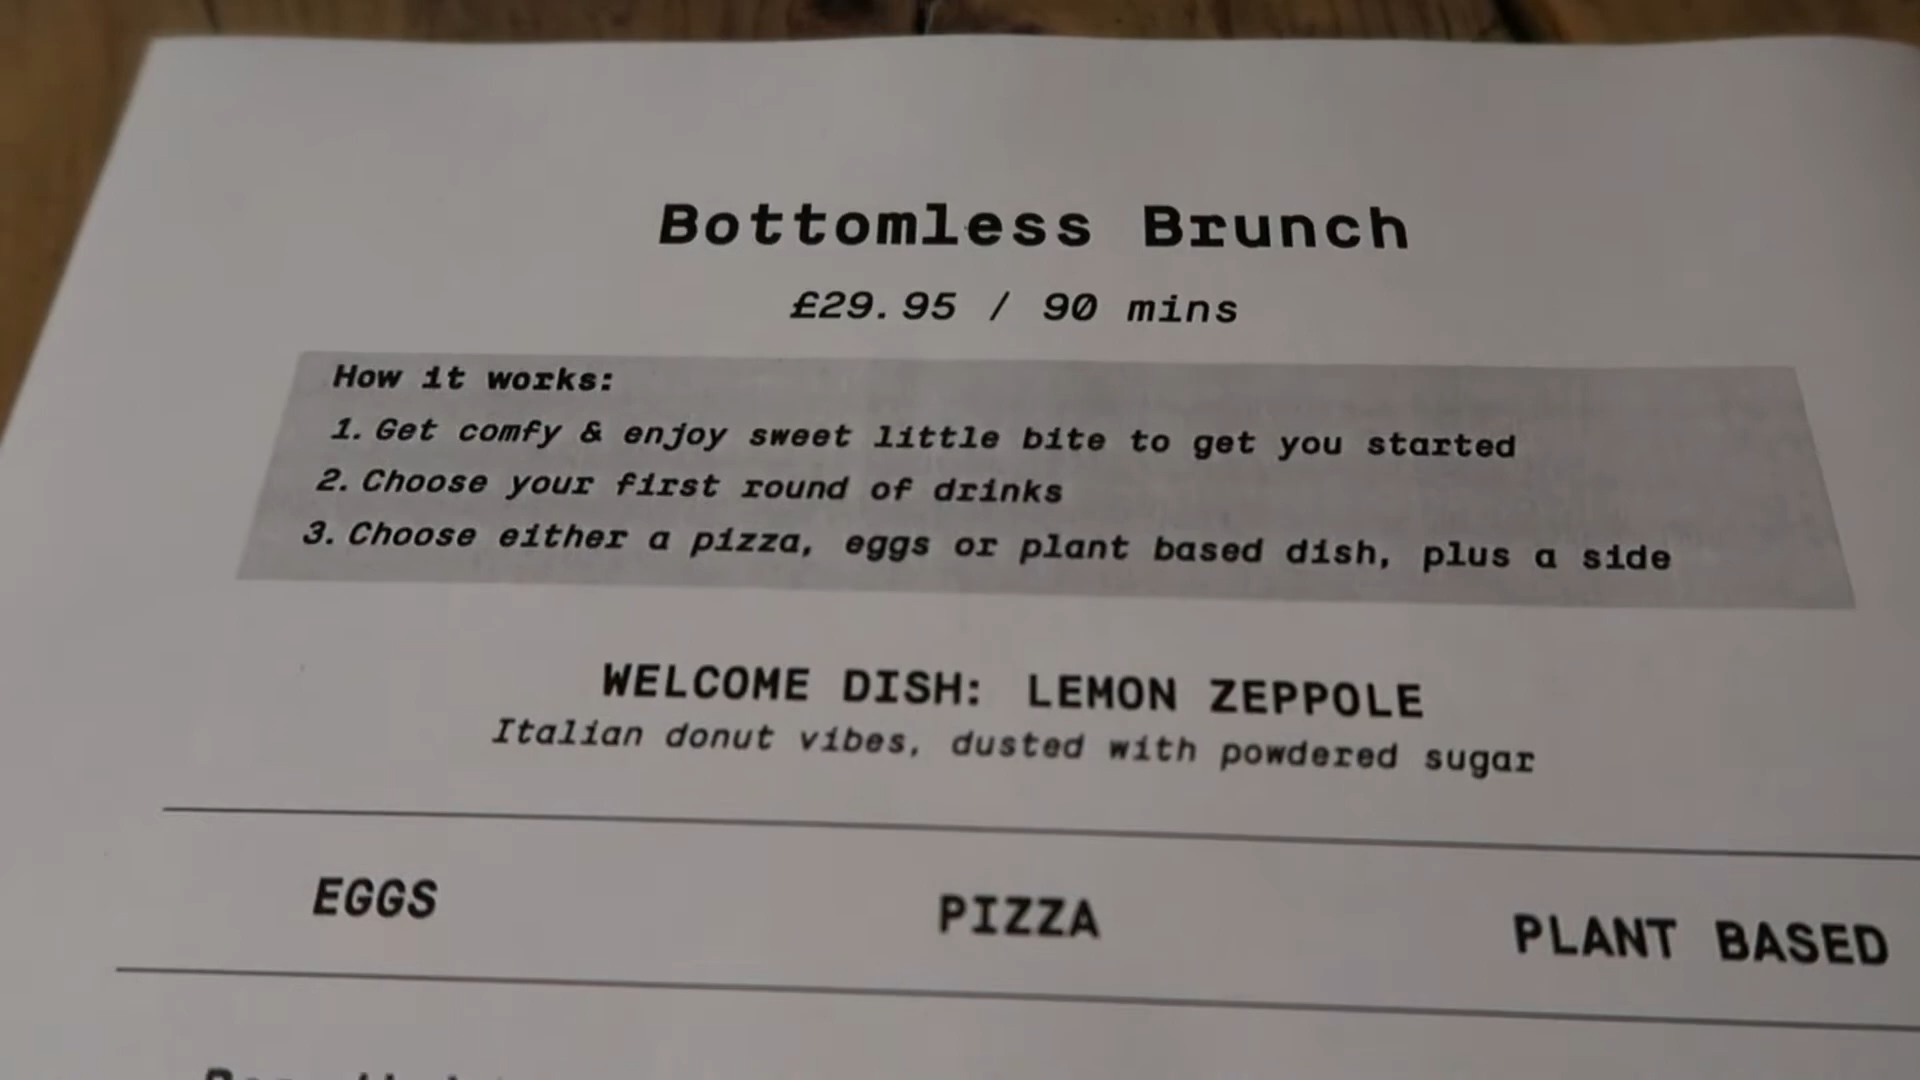 Bottomless Brunch
£29.95 / 90 mins
How it works:
1. Get comfy & enjoy sweet little bite to get you started
2. Choose your first round of drinks
3. Choose either a pizza, eggs or plant based dish, plus a side
WELCOME DISH: LEMON ZEPPOLE
Italian donut vibes, dusted with powdered sugar
EGGS
PIZZA
PLANT BASED